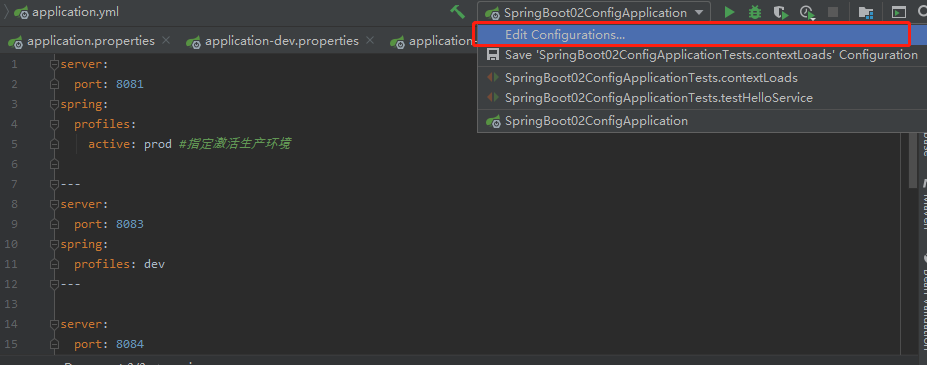 application.yml
SpringBoot02ConfigApplication
application.properties
application-dev.properties
application
Edit Configurations...
Save 'SpringBoot02ConfigApplicationTests.contextLoads' Configuration
SpringBoot02ConfigApplicationTests.contextLoads
SpringBoot02ConfigApplicationTests.testHelloService
SpringBoot02ConfigApplication
1 server:
2 port: 8081
3 spring:
4 profiles:
5 active: prod #指定激活生产环境
6
7 ---
8 server:
9 port: 8083
10 spring:
11 profiles: dev
12 ---
13
14 server:
15 port: 8084